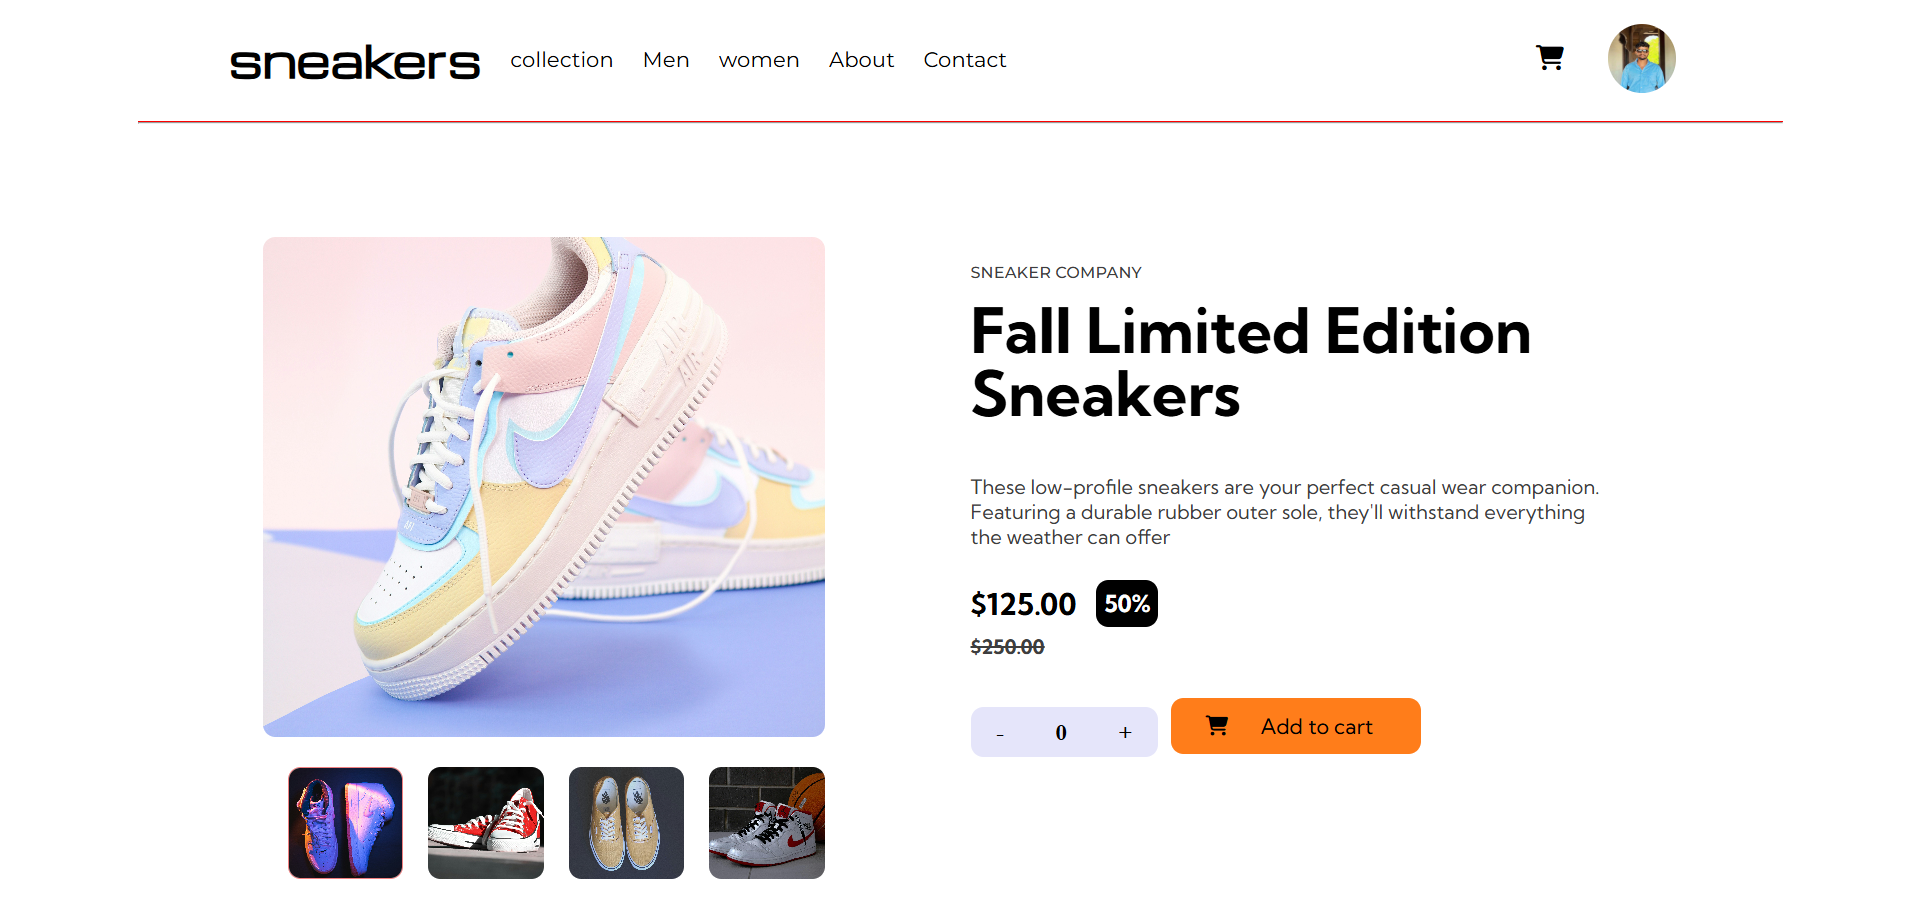 sneakers
collection Men women About Contact
SNEAKER COMPANY
Fall Limited Edition
Sneakers
These low-profile sneakers are your perfect casual wear companion.
Featuring a durable rubber outer sole, they'll withstand everything
the weather can offer
$125.00 50%
$250.00
- 0 +
Add to cart
AIR
AIR